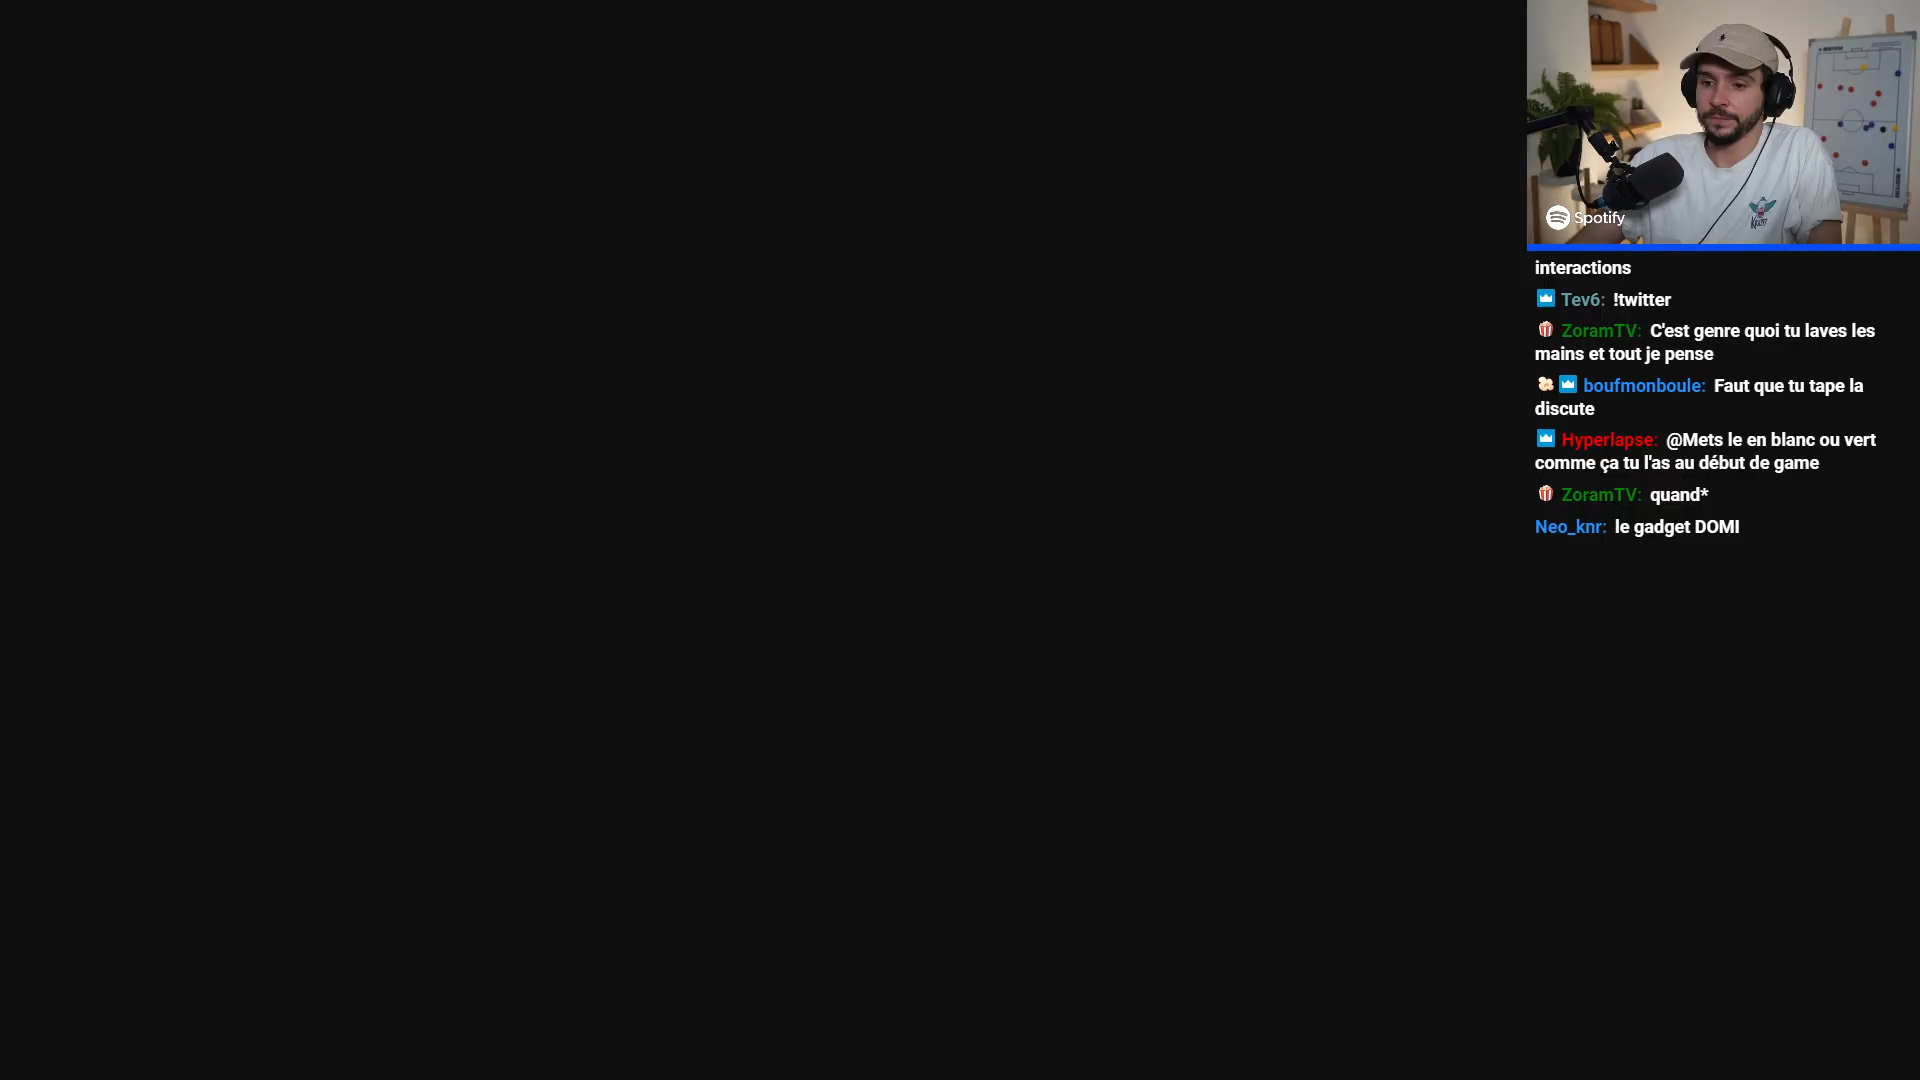 Spotify
interactions
Tev6: !twitter
ZoramTV: C'est genre quoi tu laves les
mains et tout je pense
boufmonboule: Faut que tu tape la
discute
Hyperlapse: @Mets le en blanc ou vert
comme ça tu l'as au début de game
ZoramTV: quand*
Neo_knr: le gadget DOMI